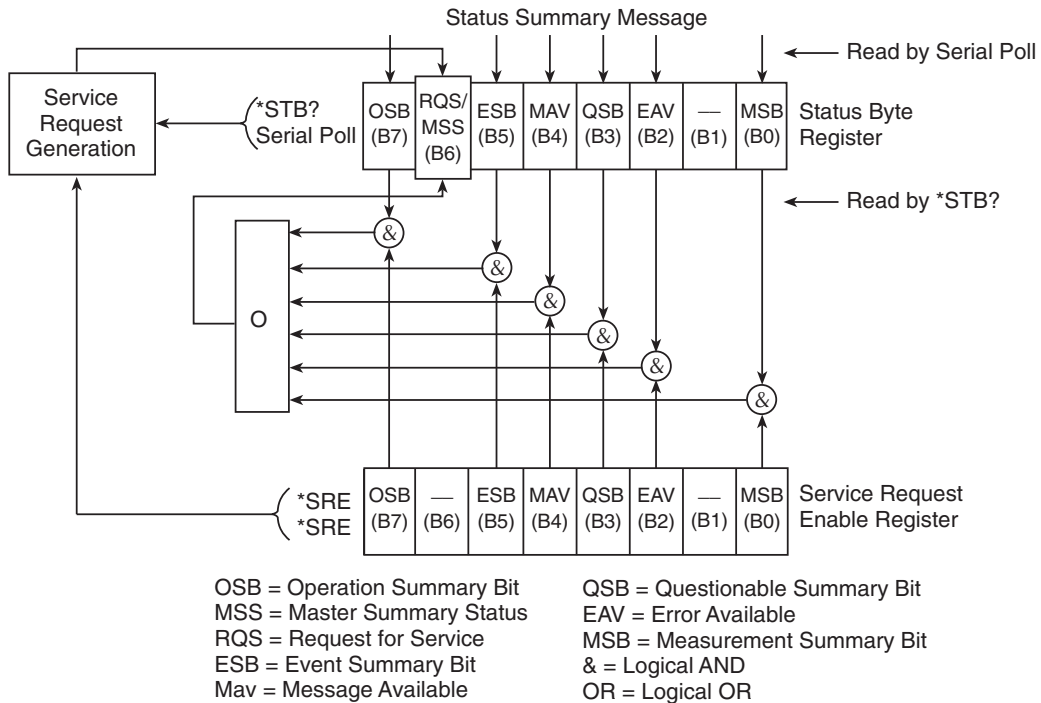 Status Summary Message
Read by Serial Poll
Service
Request
Generation
*STB?
Serial Poll
OSB
(B7)
RQS/
MSS
(B6)
ESB
(B5)
MAV
(B4)
QSB
(B3)
EAV
(B2)
—
(B1)
MSB
(B0)
Status Byte
Register
Read by *STB?
&
&
&
&
&
&
O
*SRE
*SRE
OSB
(B7)
—
(B6)
ESB
(B5)
MAV
(B4)
QSB
(B3)
EAV
(B2)
—
(B1)
MSB
(B0)
Service Request
Enable Register
OSB = Operation Summary Bit
MSS = Master Summary Status
RQS = Request for Service
ESB = Event Summary Bit
Mav = Message Available
QSB = Questionable Summary Bit
EAV = Error Available
MSB = Measurement Summary Bit
& = Logical AND
OR = Logical OR